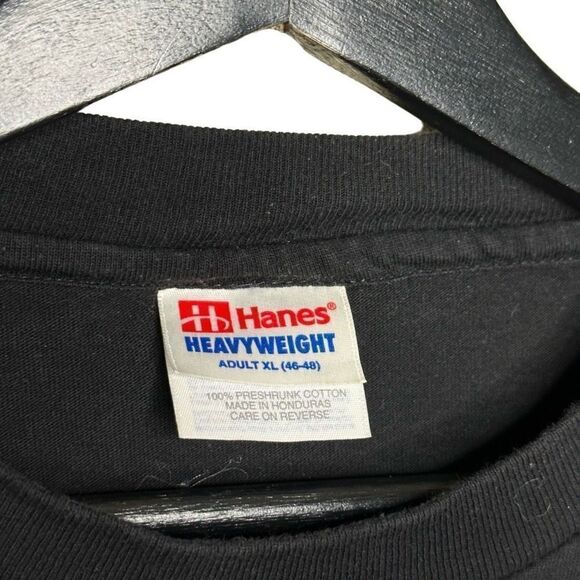 Hanes®
HEAVYWEIGHT
ADULT XL (46-48)
100% PRESHRUNK COTTON
MADE IN HONDURAS
CARE ON REVERSE